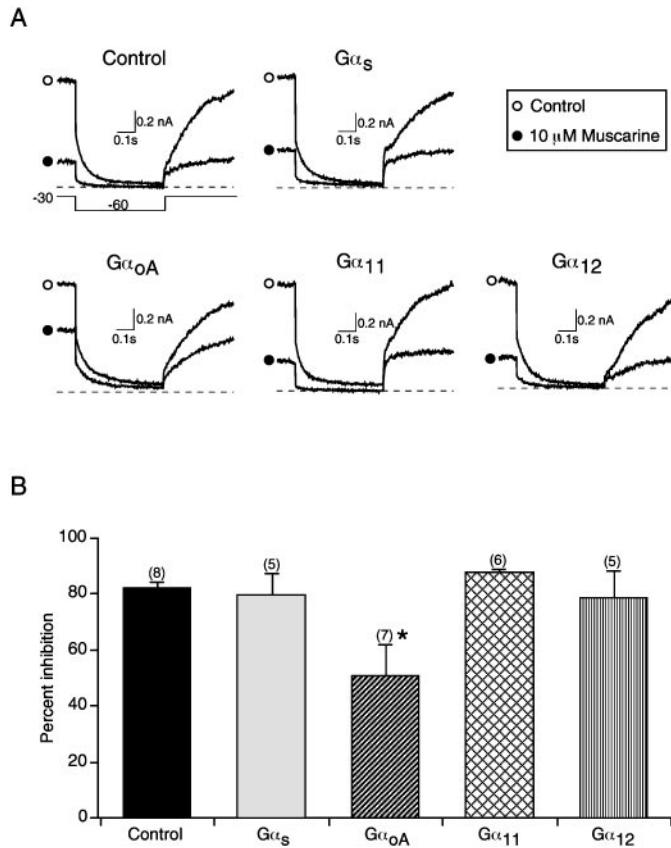 A
Control
Gαs
○ Control
● 10 μM Muscarine
0.2 nA
0.1s
0.2 nA
0.1s
-30
-60
GαoA
Gα11
Gα12
0.2 nA
0.1s
0.2 nA
0.1s
0.2 nA
0.1s
B
Percent inhibition
100
80
60
40
20
0
(8)
(5)
(7) *
(6)
(5)
Control
Gαs
GαoA
Gα11
Gα12